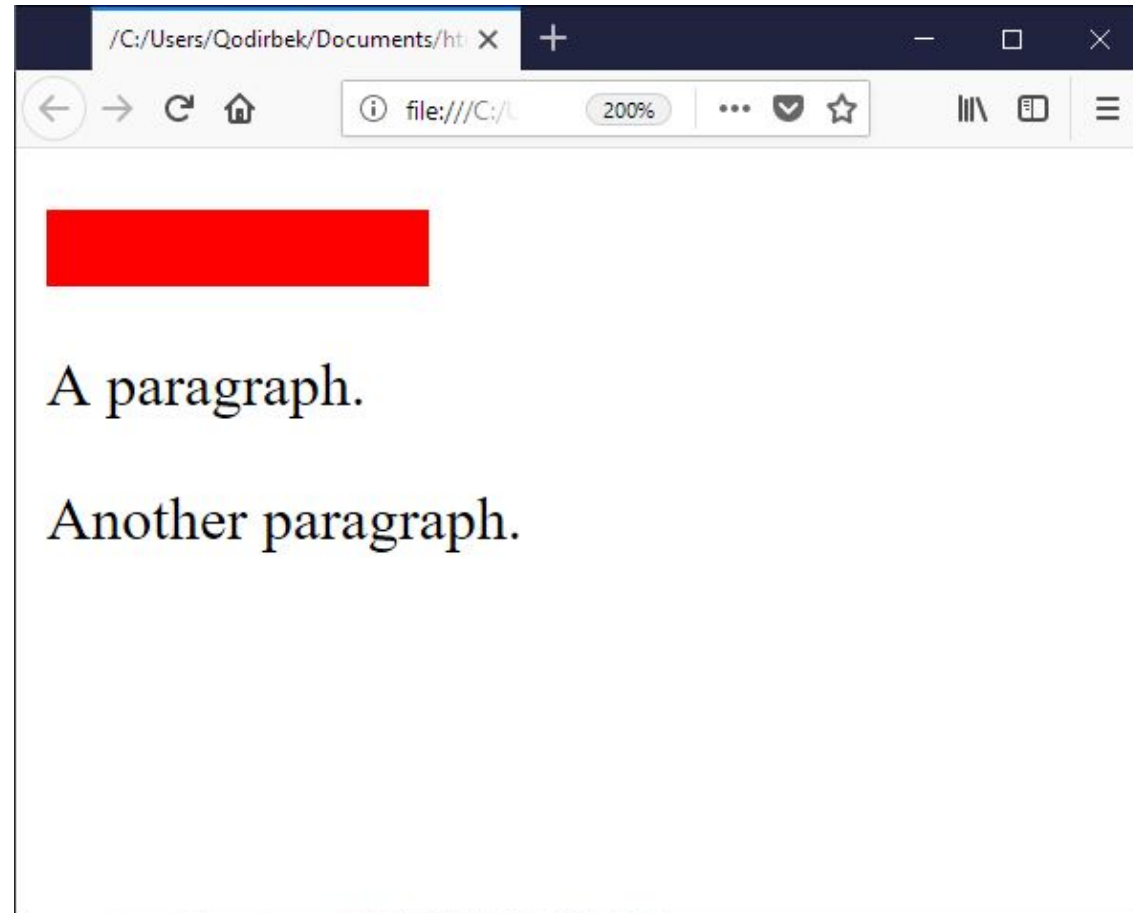 /C:/Users/Qodirbek/Documents/ht
file:///C:/
200%
A paragraph.
Another paragraph.